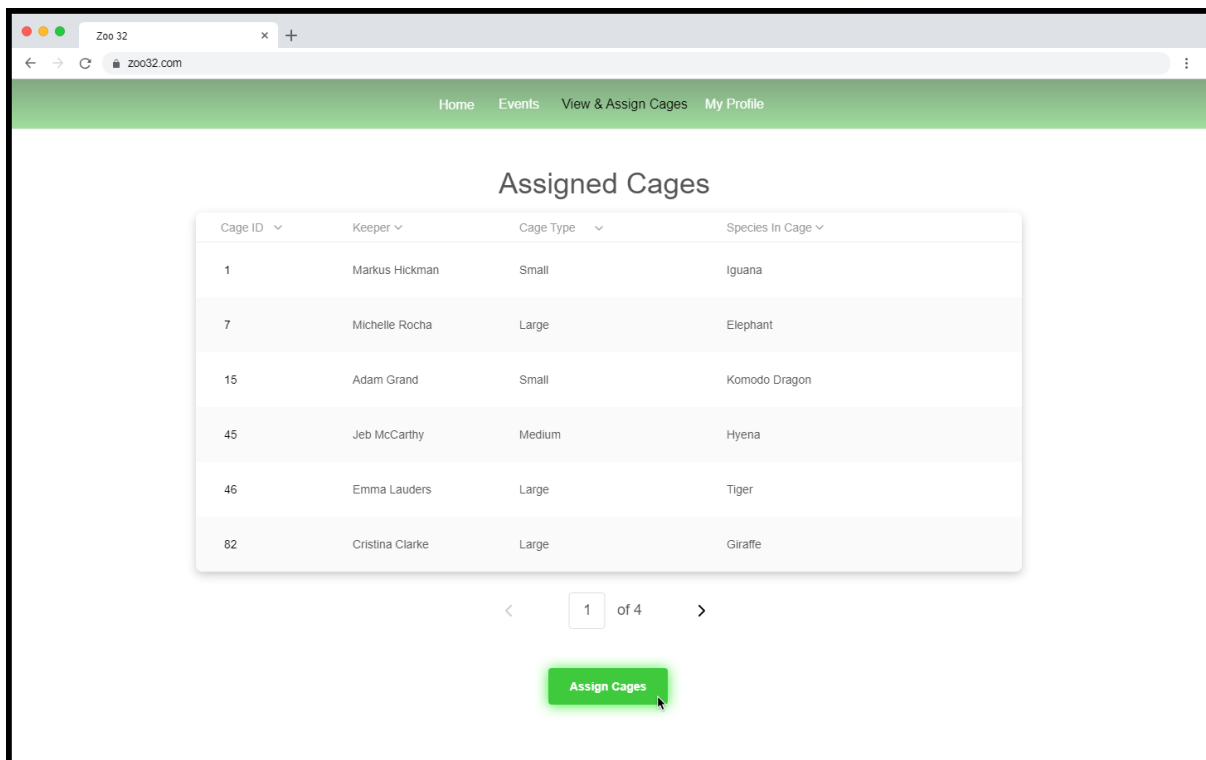 Zoo 32
zoo32.com
Home Events View & Assign Cages My Profile
Assigned Cages
Cage ID Keeper Cage Type Species In Cage
1 Markus Hickman Small Iguana
7 Michelle Rocha Large Elephant
15 Adam Grand Small Komodo Dragon
45 Jeb McCarthy Medium Hyena
46 Emma Lauders Large Tiger
82 Cristina Clarke Large Giraffe
1 of 4
Assign Cages